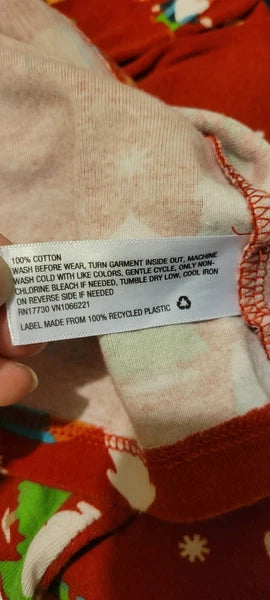 100% COTTON
WASH BEFORE WEAR, TURN GARMENT INSIDE OUT, MACHINE
WASH COLD WITH LIKE COLORS, GENTLE CYCLE, ONLY NON-
CHLORINE BLEACH IF NEEDED, TUMBLE DRY LOW, COOL IRON
ON REVERSE SIDE IF NEEDED
RN17730 VN1066221
LABEL MADE FROM 100% RECYCLED PLASTIC